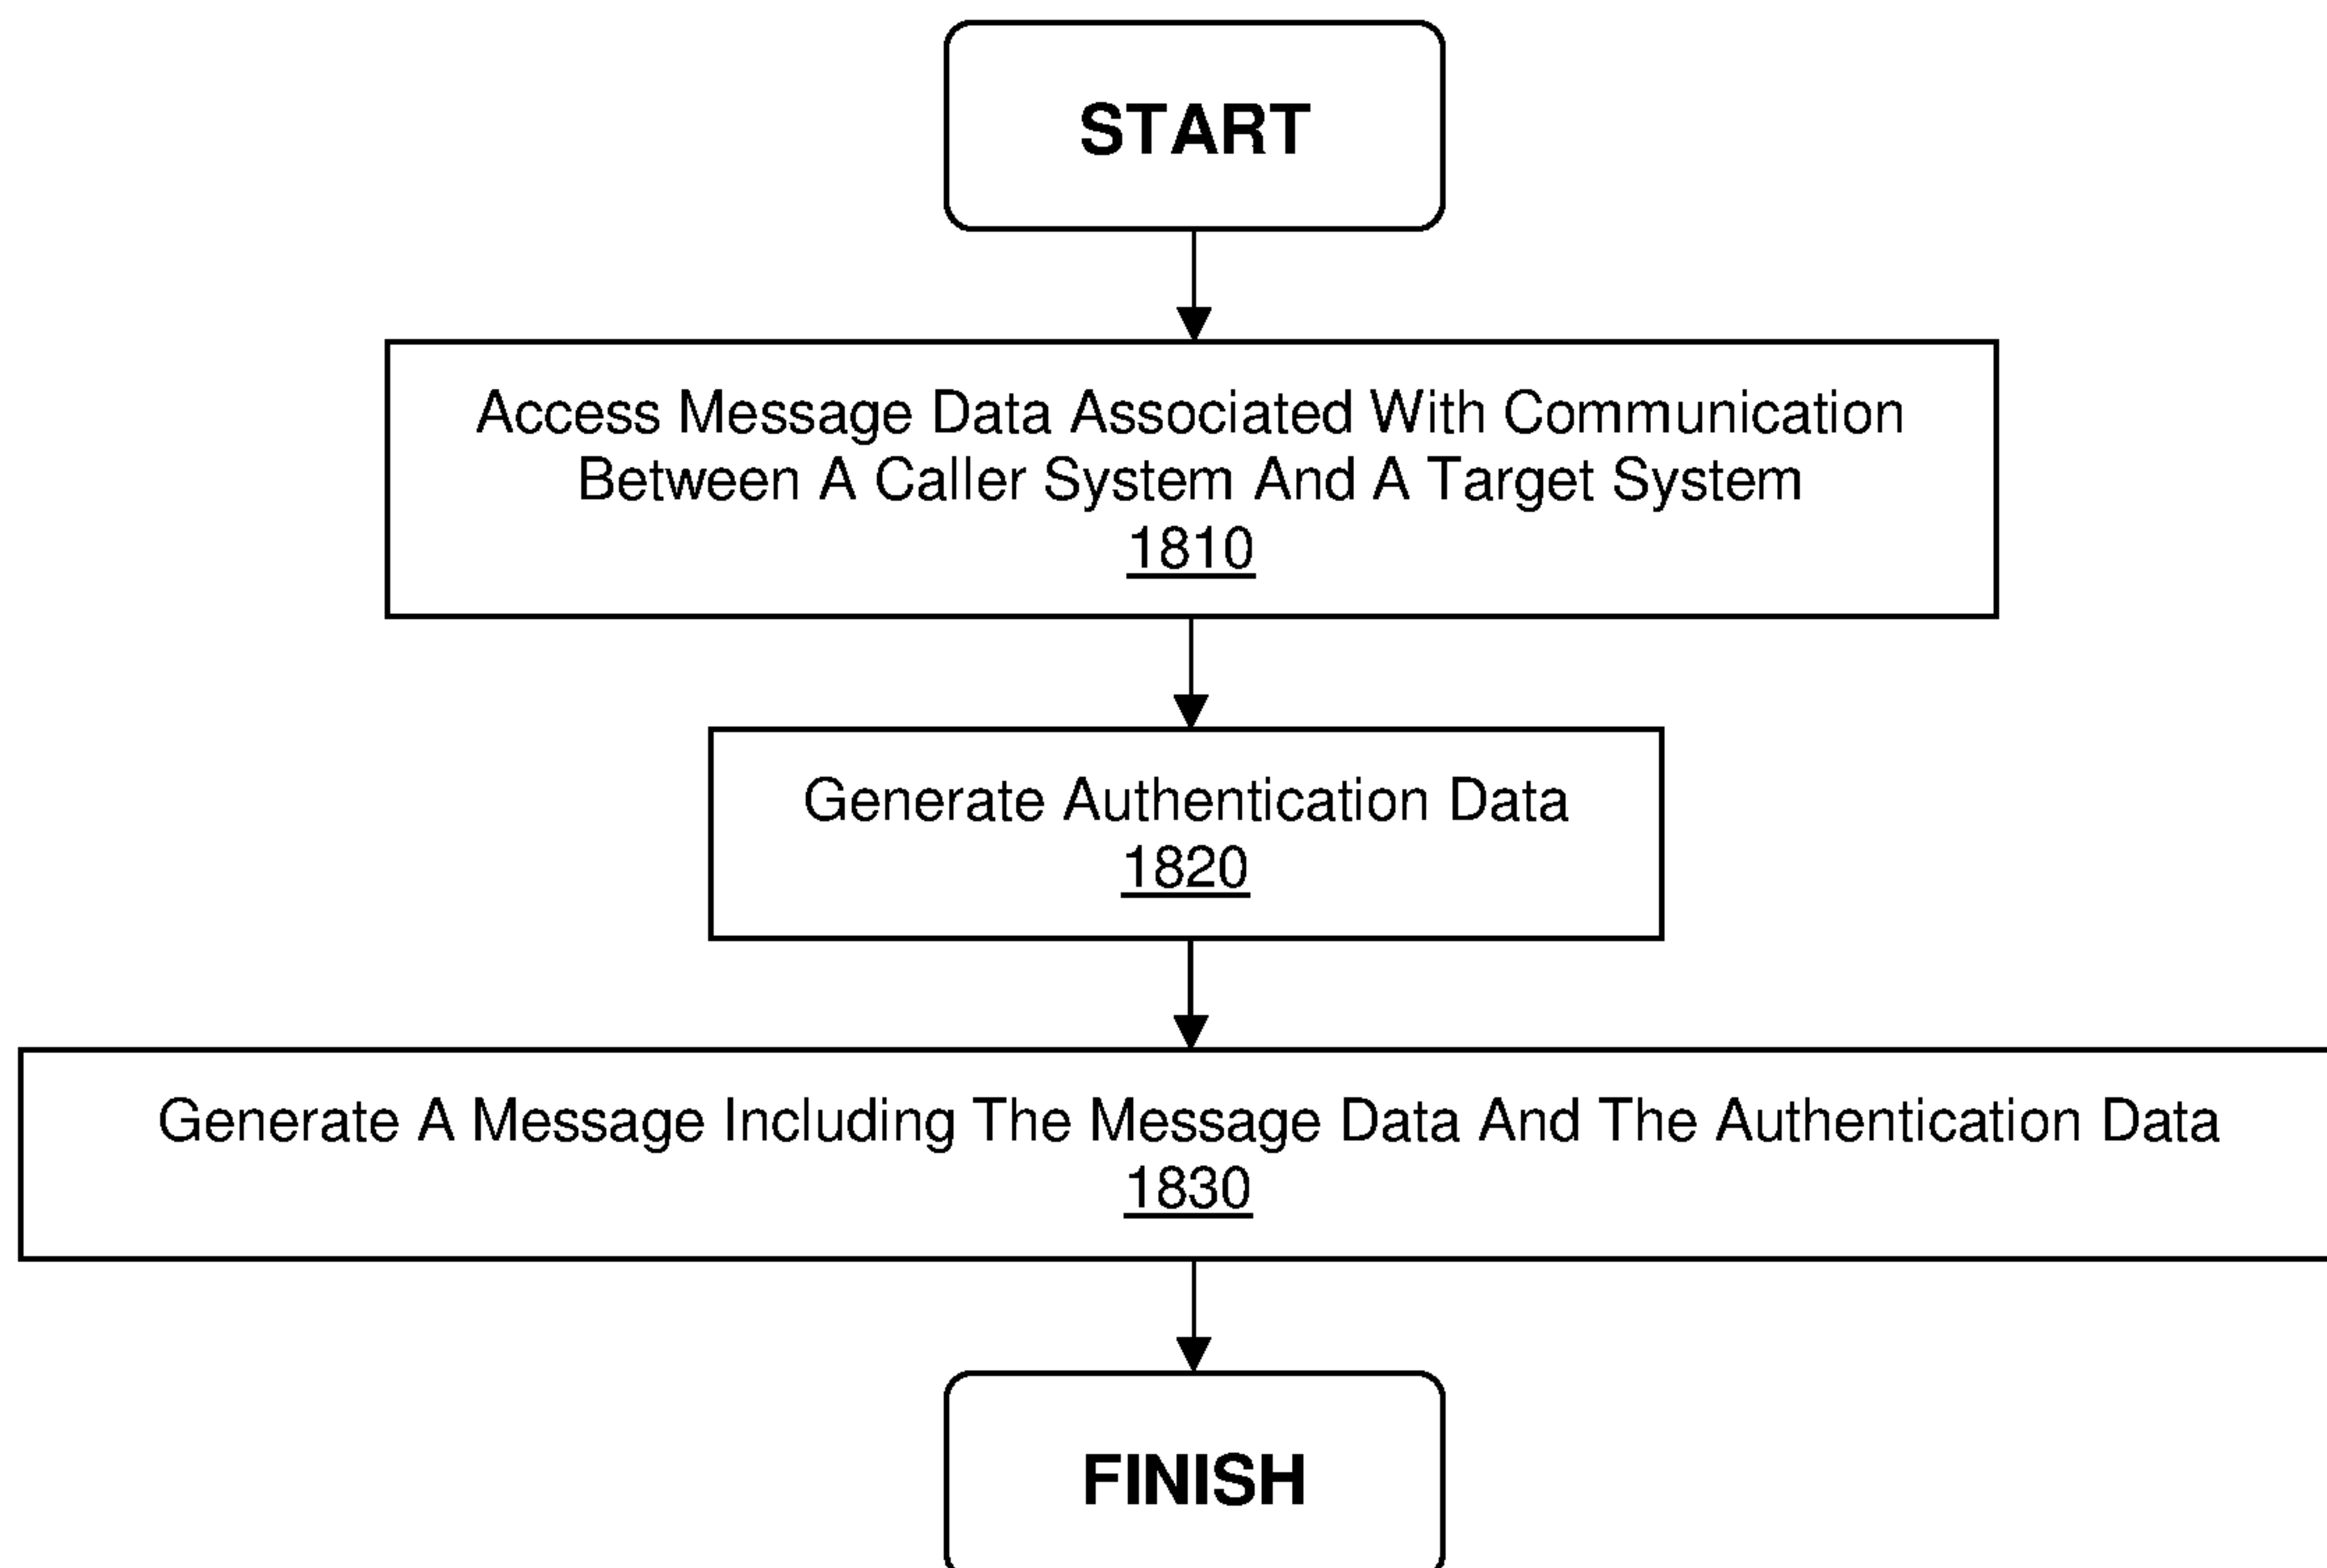 START
Access Message Data Associated With Communication
Between A Caller System And A Target System
1810
Generate Authentication Data
1820
Generate A Message Including The Message Data And The Authentication Data
1830
FINISH